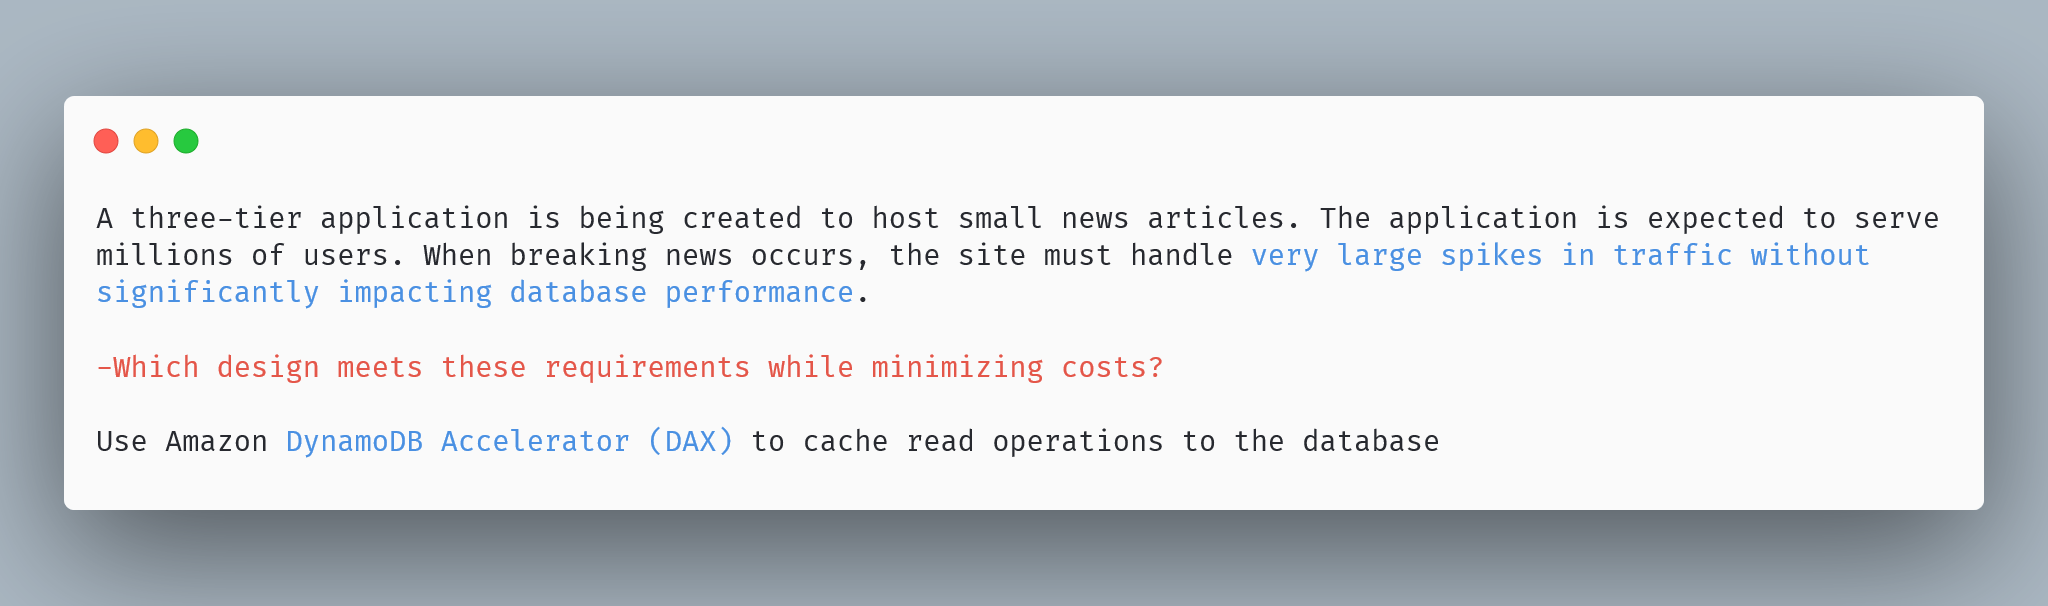 A three-tier application is being created to host small news articles. The application is expected to serve
millions of users. When breaking news occurs, the site must handle very large spikes in traffic without
significantly impacting database performance.
-Which design meets these requirements while minimizing costs?
Use Amazon DynamoDB Accelerator (DAX) to cache read operations to the database